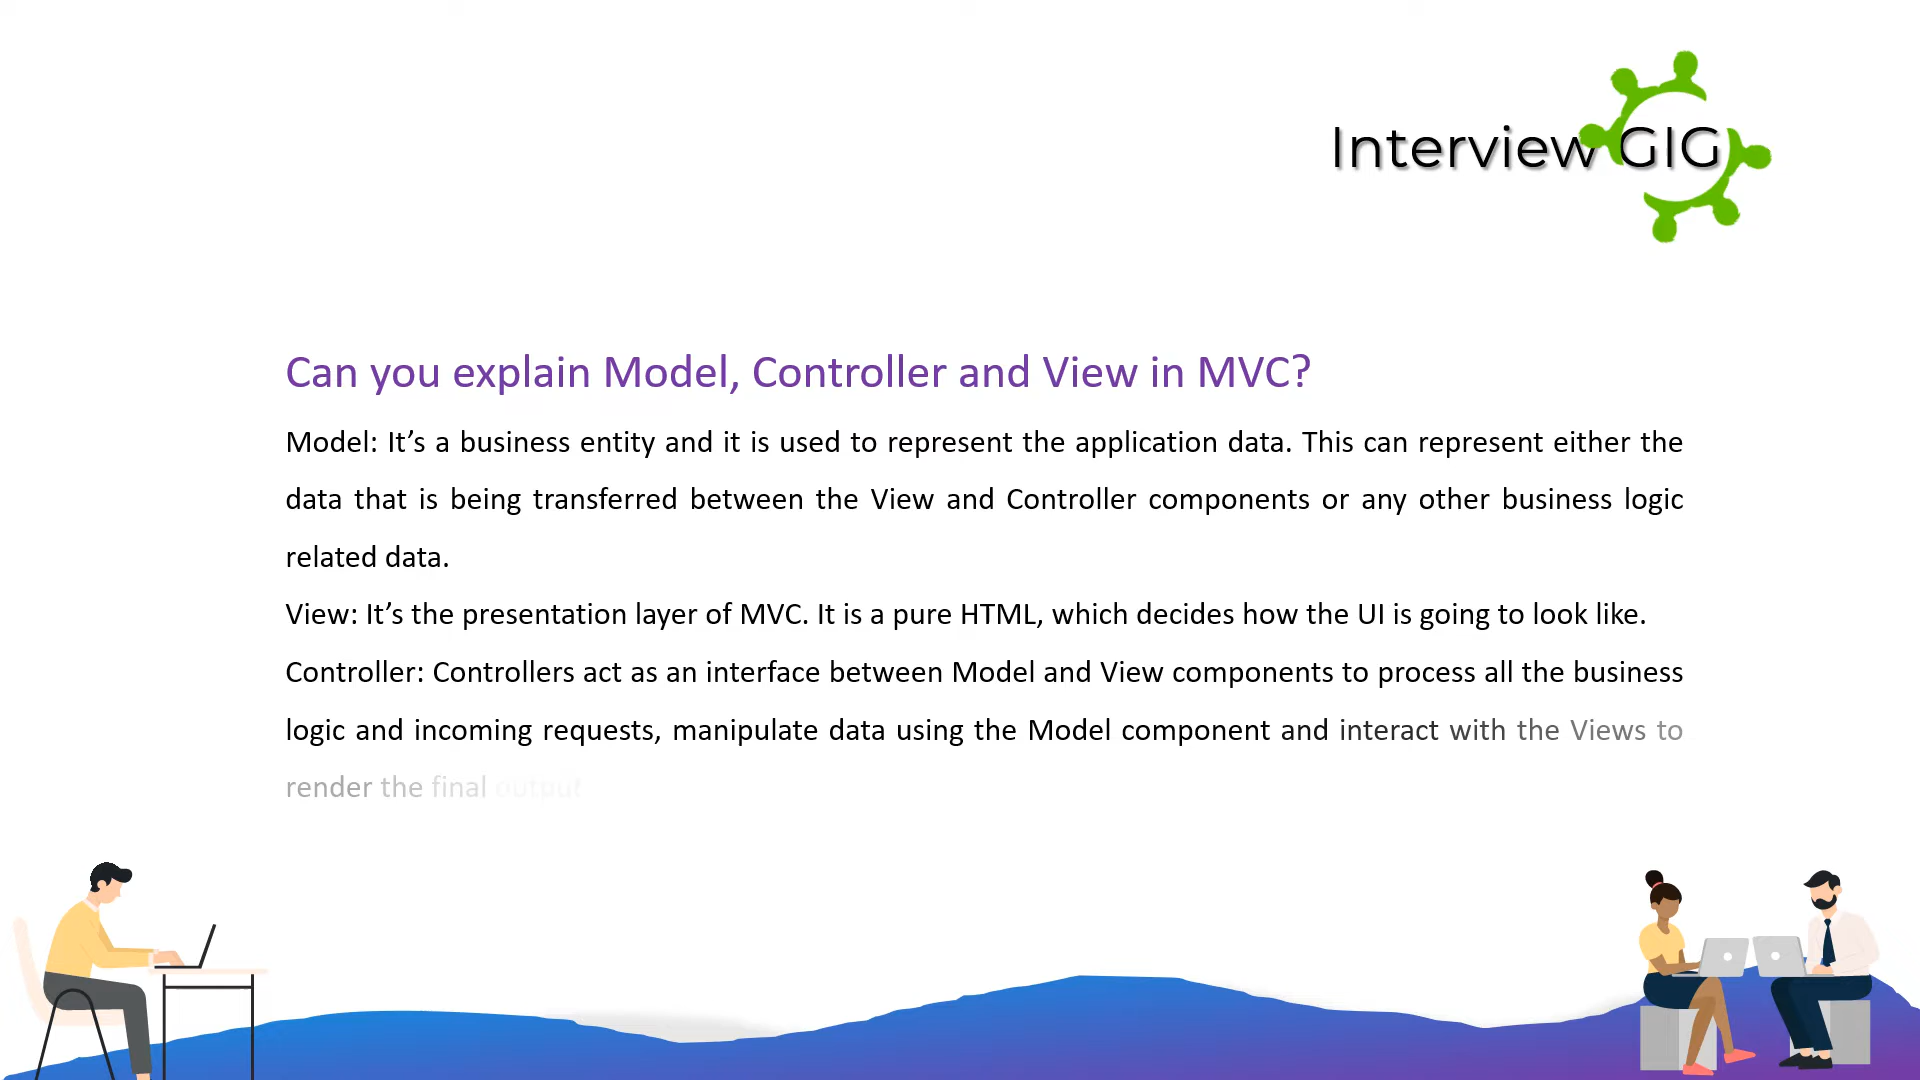 Interview GIG
Can you explain Model, Controller and View in MVC?
Model: It’s a business entity and it is used to represent the application data. This can represent either the
data that is being transferred between the View and Controller components or any other business logic
related data.
View: It’s the presentation layer of MVC. It is a pure HTML, which decides how the UI is going to look like.
Controller: Controllers act as an interface between Model and View components to process all the business
logic and incoming requests, manipulate data using the Model component and interact with the Views to
render the final output